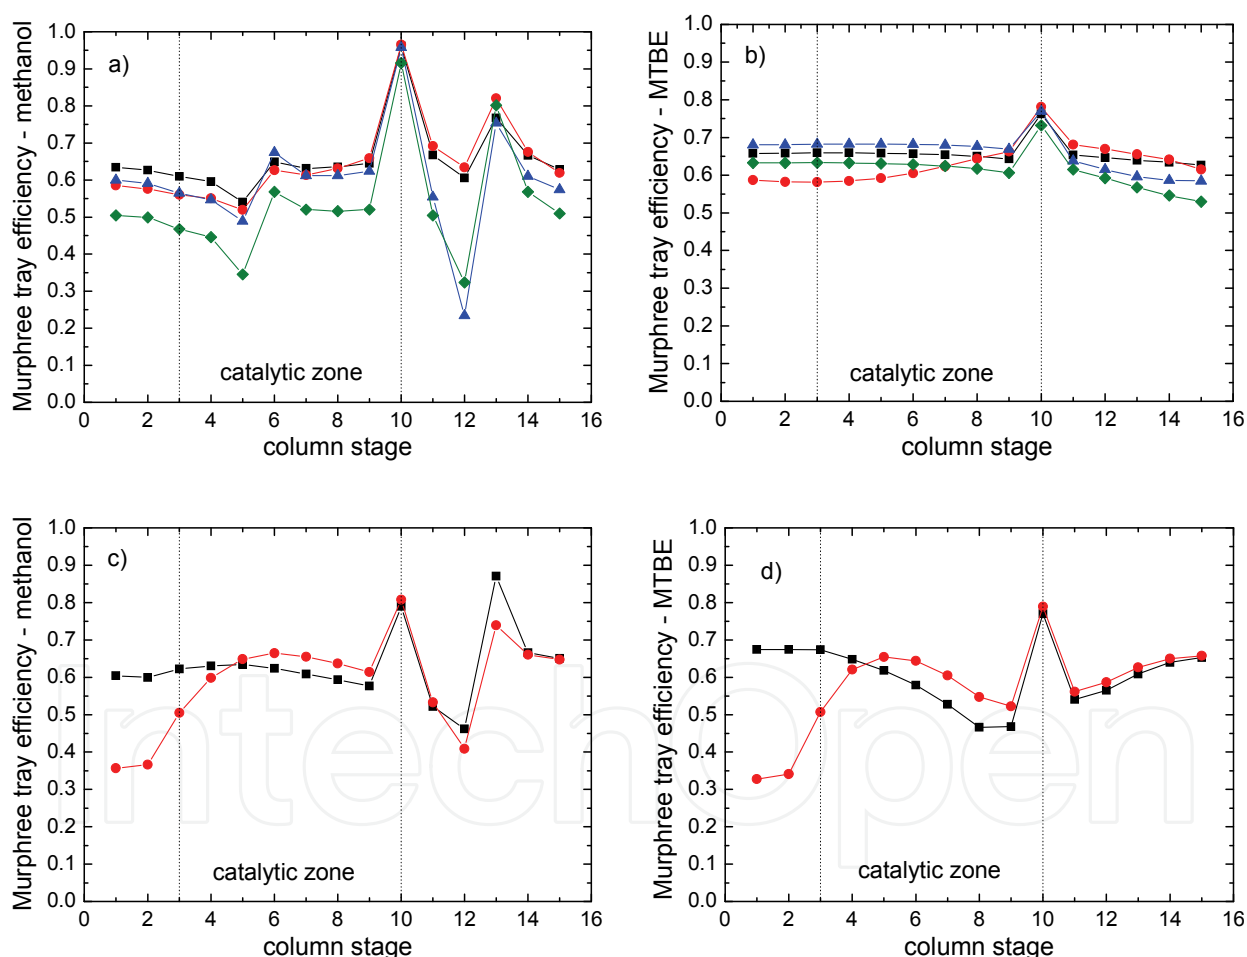 a)
Murphree tray efficiency - methanol
1.0
0.9
0.8
0.7
0.6
0.5
0.4
0.3
0.2
0.1
0.0
catalytic zone
0 2 4 6 8 10 12 14 16
column stage
b)
Murphree tray efficiency - MTBE
1.0
0.9
0.8
0.7
0.6
0.5
0.4
0.3
0.2
0.1
0.0
catalytic zone
0 2 4 6 8 10 12 14 16
column stage
c)
Murphree tray efficiency - methanol
1.0
0.9
0.8
0.7
0.6
0.5
0.4
0.3
0.2
0.1
0.0
catalytic zone
0 2 4 6 8 10 12 14 16
column stage
d)
Murphree tray efficiency - MTBE
1.0
0.9
0.8
0.7
0.6
0.5
0.4
0.3
0.2
0.1
0.0
catalytic zone
0 2 4 6 8 10 12 14 16
column stage
IntechOpen